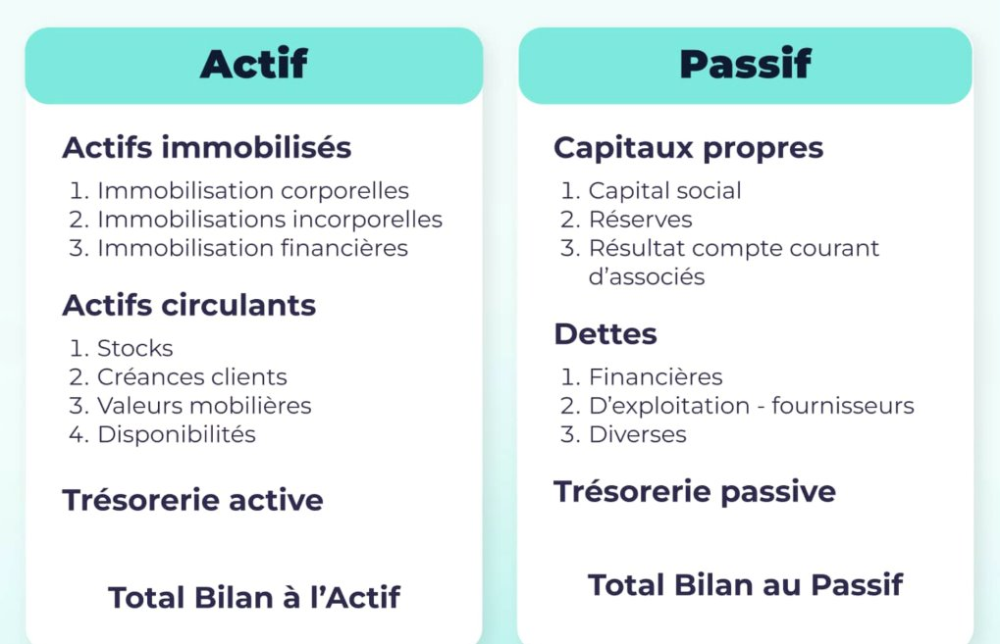 Actif
Actifs immobilisés
1. Immobilisation corporelles
2. Immobilisations incorporelles
3. Immobilisation financières
Actifs circulants
1. Stocks
2. Créances clients
3. Valeurs mobilières
4. Disponibilités
Trésorerie active
Total Bilan à l’Actif
Passif
Capitaux propres
1. Capital social
2. Réserves
3. Résultat compte courant
d’associés
Dettes
1. Financières
2. D’exploitation - fournisseurs
3. Diverses
Trésorerie passive
Total Bilan au Passif